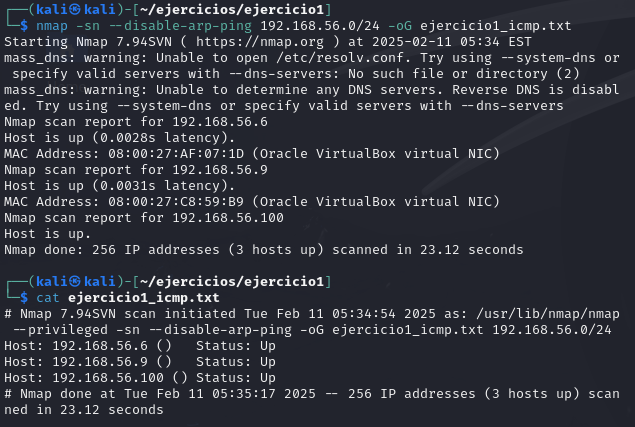 ┌──(kali㉿kali)-[~/ejercicios/ejercicio1]
└─$ nmap -sn --disable-arp-ping 192.168.56.0/24 -oG ejercicio1_icmp.txt
Starting Nmap 7.94SVN ( https://nmap.org ) at 2025-02-11 05:34 EST
mass_dns: warning: Unable to open /etc/resolv.conf. Try using --system-dns or
 specify valid servers with --dns-servers: No such file or directory (2)
mass_dns: warning: Unable to determine any DNS servers. Reverse DNS is disabl
ed. Try using --system-dns or specify valid servers with --dns-servers
Nmap scan report for 192.168.56.6
Host is up (0.0028s latency).
MAC Address: 08:00:27:AF:07:1D (Oracle VirtualBox virtual NIC)
Nmap scan report for 192.168.56.9
Host is up (0.0031s latency).
MAC Address: 08:00:27:C8:59:B9 (Oracle VirtualBox virtual NIC)
Nmap scan report for 192.168.56.100
Host is up.
Nmap done: 256 IP addresses (3 hosts up) scanned in 23.12 seconds
┌──(kali㉿kali)-[~/ejercicios/ejercicio1]
└─$ cat ejercicio1_icmp.txt
# Nmap 7.94SVN scan initiated Tue Feb 11 05:34:54 2025 as: /usr/lib/nmap/nmap
 --privileged -sn --disable-arp-ping -oG ejercicio1_icmp.txt 192.168.56.0/24
Host: 192.168.56.6 ()	Status: Up
Host: 192.168.56.9 ()	Status: Up
Host: 192.168.56.100 ()	Status: Up
# Nmap done at Tue Feb 11 05:35:17 2025 -- 256 IP addresses (3 hosts up) scan
ned in 23.12 seconds